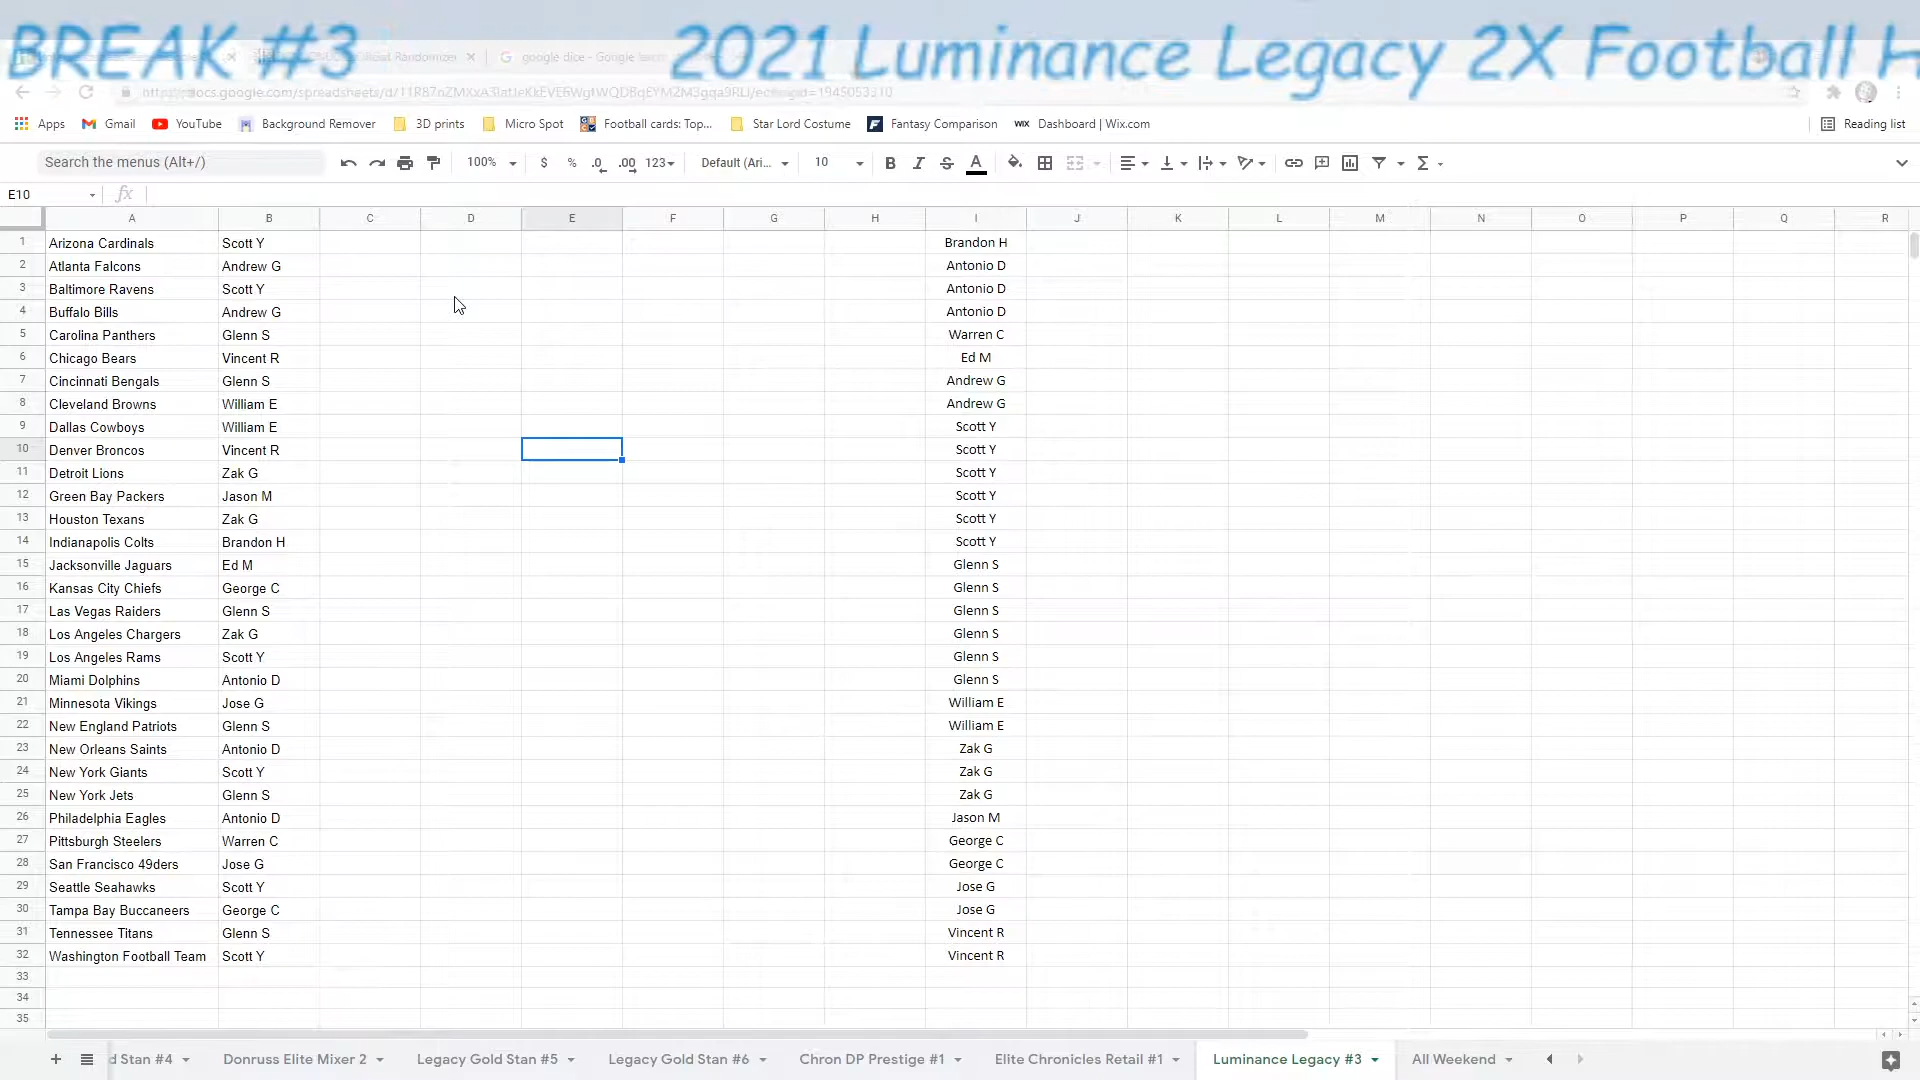 BREAK #3 2021 Luminance Legacy 2X Football H
google dice - Google
Apps Gmail YouTube Background Remover 3D prints Micro Spot Football cards: Top... Star Lord Costume Fantasy Comparison WIX Dashboard | Wix.com Reading list
Search the menus (Alt+/) 100% $ % .0 .00 123 Default (Ari... 10 B I S A Σ
E10 fx
A B C D E F G H I J K L M N O P Q R
1 Arizona Cardinals Scott Y Brandon H
2 Atlanta Falcons Andrew G Antonio D
3 Baltimore Ravens Scott Y Antonio D
4 Buffalo Bills Andrew G Antonio D
5 Carolina Panthers Glenn S Warren C
6 Chicago Bears Vincent R Ed M
7 Cincinnati Bengals Glenn S Andrew G
8 Cleveland Browns William E Andrew G
9 Dallas Cowboys William E Scott Y
10 Denver Broncos Vincent R Scott Y
11 Detroit Lions Zak G Scott Y
12 Green Bay Packers Jason M Scott Y
13 Houston Texans Zak G Scott Y
14 Indianapolis Colts Brandon H Scott Y
15 Jacksonville Jaguars Ed M Glenn S
16 Kansas City Chiefs George C Glenn S
17 Las Vegas Raiders Glenn S Glenn S
18 Los Angeles Chargers Zak G Glenn S
19 Los Angeles Rams Scott Y Glenn S
20 Miami Dolphins Antonio D Glenn S
21 Minnesota Vikings Jose G William E
22 New England Patriots Glenn S William E
23 New Orleans Saints Antonio D Zak G
24 New York Giants Scott Y Zak G
25 New York Jets Glenn S Zak G
26 Philadelphia Eagles Antonio D Jason M
27 Pittsburgh Steelers Warren C George C
28 San Francisco 49ders Jose G George C
29 Seattle Seahawks Scott Y Jose G
30 Tampa Bay Buccaneers George C Jose G
31 Tennessee Titans Glenn S Vincent R
32 Washington Football Team Scott Y Vincent R
33
34
35
d Stan #4 Donruss Elite Mixer 2 Legacy Gold Stan #5 Legacy Gold Stan #6 Chron DP Prestige #1 Elite Chronicles Retail #1 Luminance Legacy #3 All Weekend